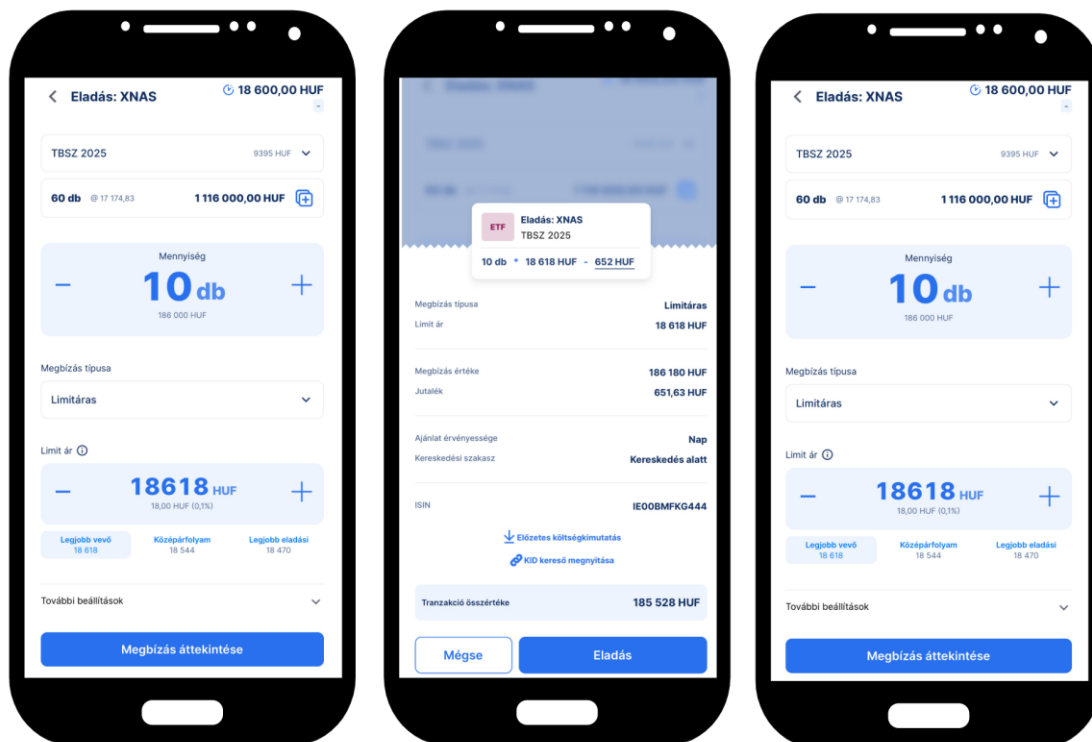 Eladás: XNAS
18 600,00 HUF
-
TBSZ 2025
9395 HUF
60 db @ 17 174,83
1 116 000,00 HUF
Mennyiség
− 10 db +
186 000 HUF
Megbízás típusa
Limitáras
Limit ár
− 18618 HUF +
18,00 HUF (0,1%)
Legjobb vevő Középárfolyam Legjobb eladási
18 618 18 544 18 470
További beállítások
Megbízás áttekintése
ETF
Eladás: XNAS
TBSZ 2025
10 db * 18 618 HUF - 652 HUF
Megbízás típusa Limitáras
Limit ár 18 618 HUF
Megbízás értéke 186 180 HUF
Jutalék 651,63 HUF
Ajánlat érvényessége Nap
Kereskedési szakasz Kereskedés alatt
ISIN IE00BMFKG444
Előzetes költségkimutatás
KID kereső megnyitása
Tranzakció összértéke 185 528 HUF
Mégse Eladás
Eladás: XNAS
18 600,00 HUF
-
TBSZ 2025
9395 HUF
60 db @ 17 174,83
1 116 000,00 HUF
Mennyiség
− 10 db +
186 000 HUF
Megbízás típusa
Limitáras
Limit ár
− 18618 HUF +
18,00 HUF (0,1%)
Legjobb vevő Középárfolyam Legjobb eladási
18 618 18 544 18 470
További beállítások
Megbízás áttekintése